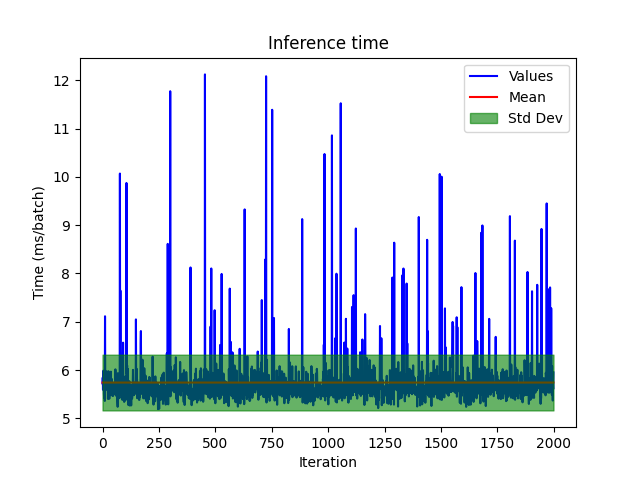 Inference time
Values
Mean
Std Dev
Time (ms/batch)
12
11
10
9
8
7
6
5
0 250 500 750 1000 1250 1500 1750 2000
Iteration